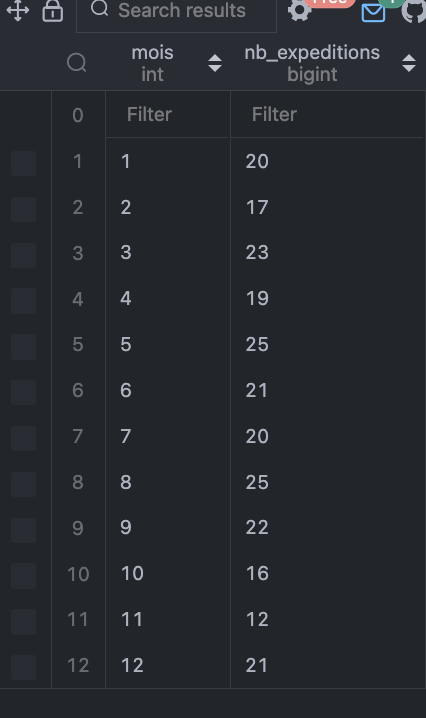 Search results
Free
1
mois nb_expeditions
int bigint
0 Filter Filter
1 1 20
2 2 17
3 3 23
4 4 19
5 5 25
6 6 21
7 7 20
8 8 25
9 9 22
10 10 16
11 11 12
12 12 21